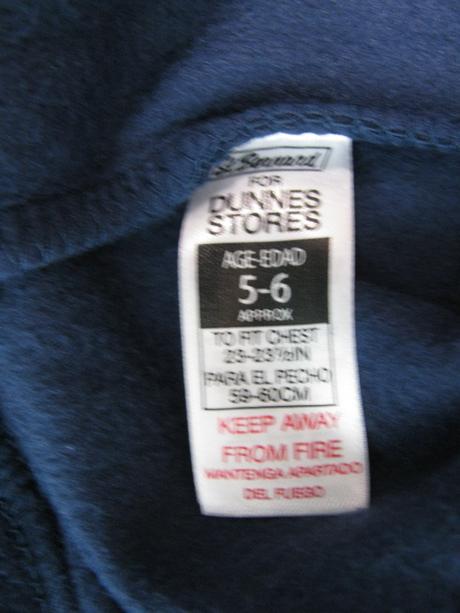 St. Bernard
FOR
DUNNES
STORES
AGE-EDAD
5-6
APPROX
TO FIT CHEST
23-23½IN
PARA EL PECHO
59-60CM
KEEP AWAY
FROM FIRE
MANTENGA APARTADO
DEL FUEGO